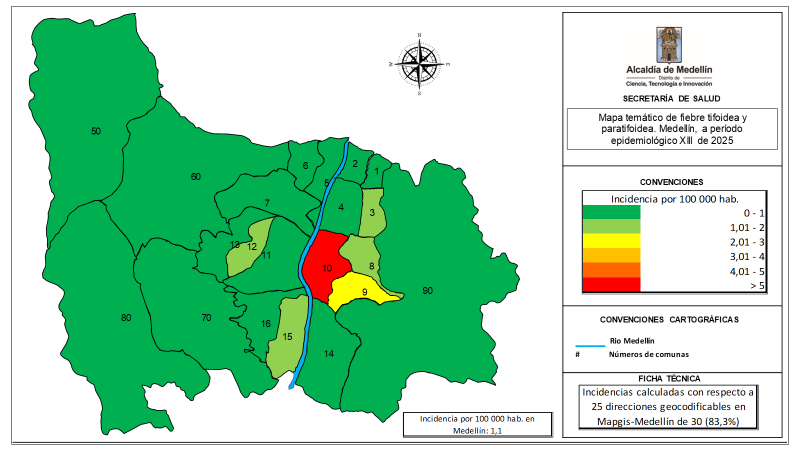 N
W
E
S
50
60
6
2
1
5
7
4
3
13
12
11
10
8
9
90
80
70
16
15
14
Incidencia por 100 000 hab. en
Medellín: 1,1
Alcaldía de Medellín
Distrito de
Ciencia, Tecnología e Innovación
SECRETARÍA DE SALUD
Mapa temático de fiebre tifoidea y
paratifoidea. Medellín, a período
epidemiológico XIII de 2025
CONVENCIONES
Incidencia por 100 000 hab.
0 - 1
1,01 - 2
2,01 - 3
3,01 - 4
4,01 - 5
> 5
CONVENCIONES CARTOGRÁFICAS
Rio Medellín
# Números de comunas
FICHA TÉCNICA
Incidencias calculadas con respecto a
25 direcciones geocodificables en
Mapgis-Medellín de 30 (83,3%)